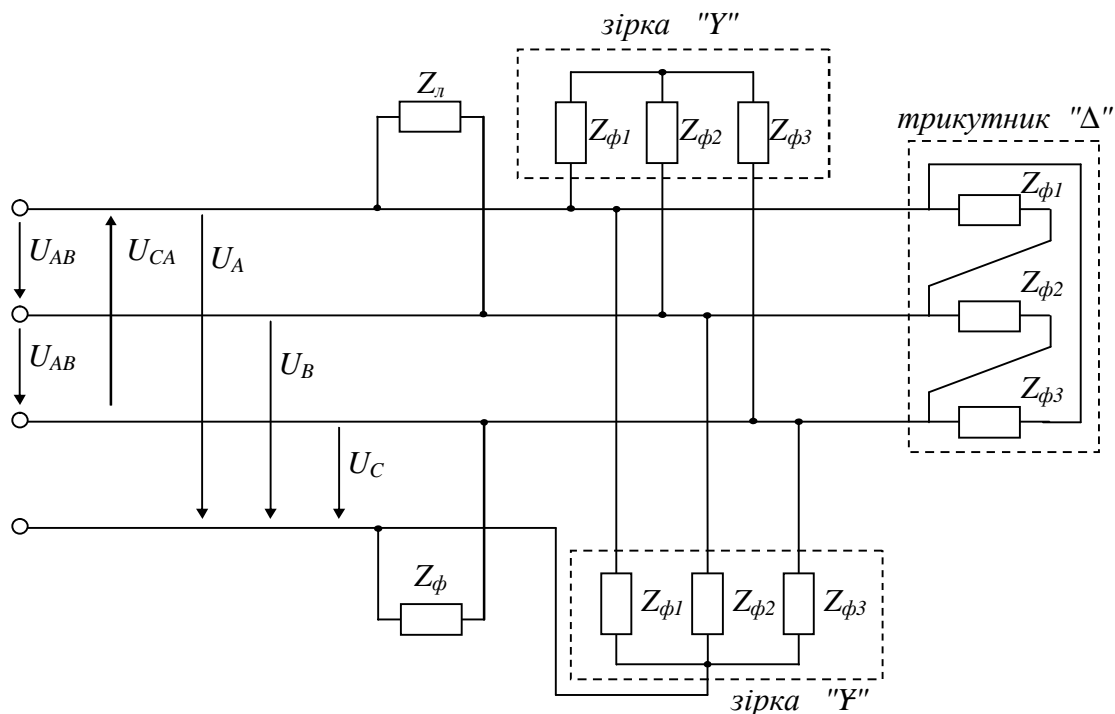 зірка "Y"
Zл
Zф1
Zф2
Zф3
трикутник "Δ"
Zф1
UAB
UCA
UA
Zф2
UAB
UB
Zф3
UC
Zф
Zф1
Zф2
Zф3
зірка "Ɏ"